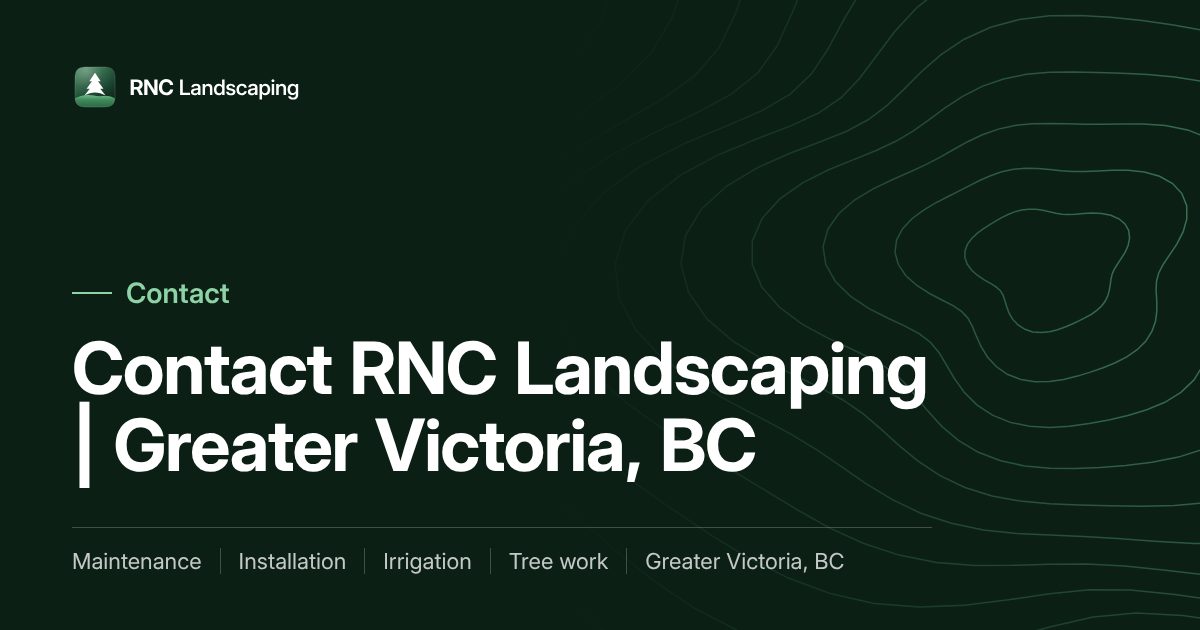 RNC Landscaping
Contact
Contact RNC Landscaping
| Greater Victoria, BC
Maintenance | Installation | Irrigation | Tree work | Greater Victoria, BC